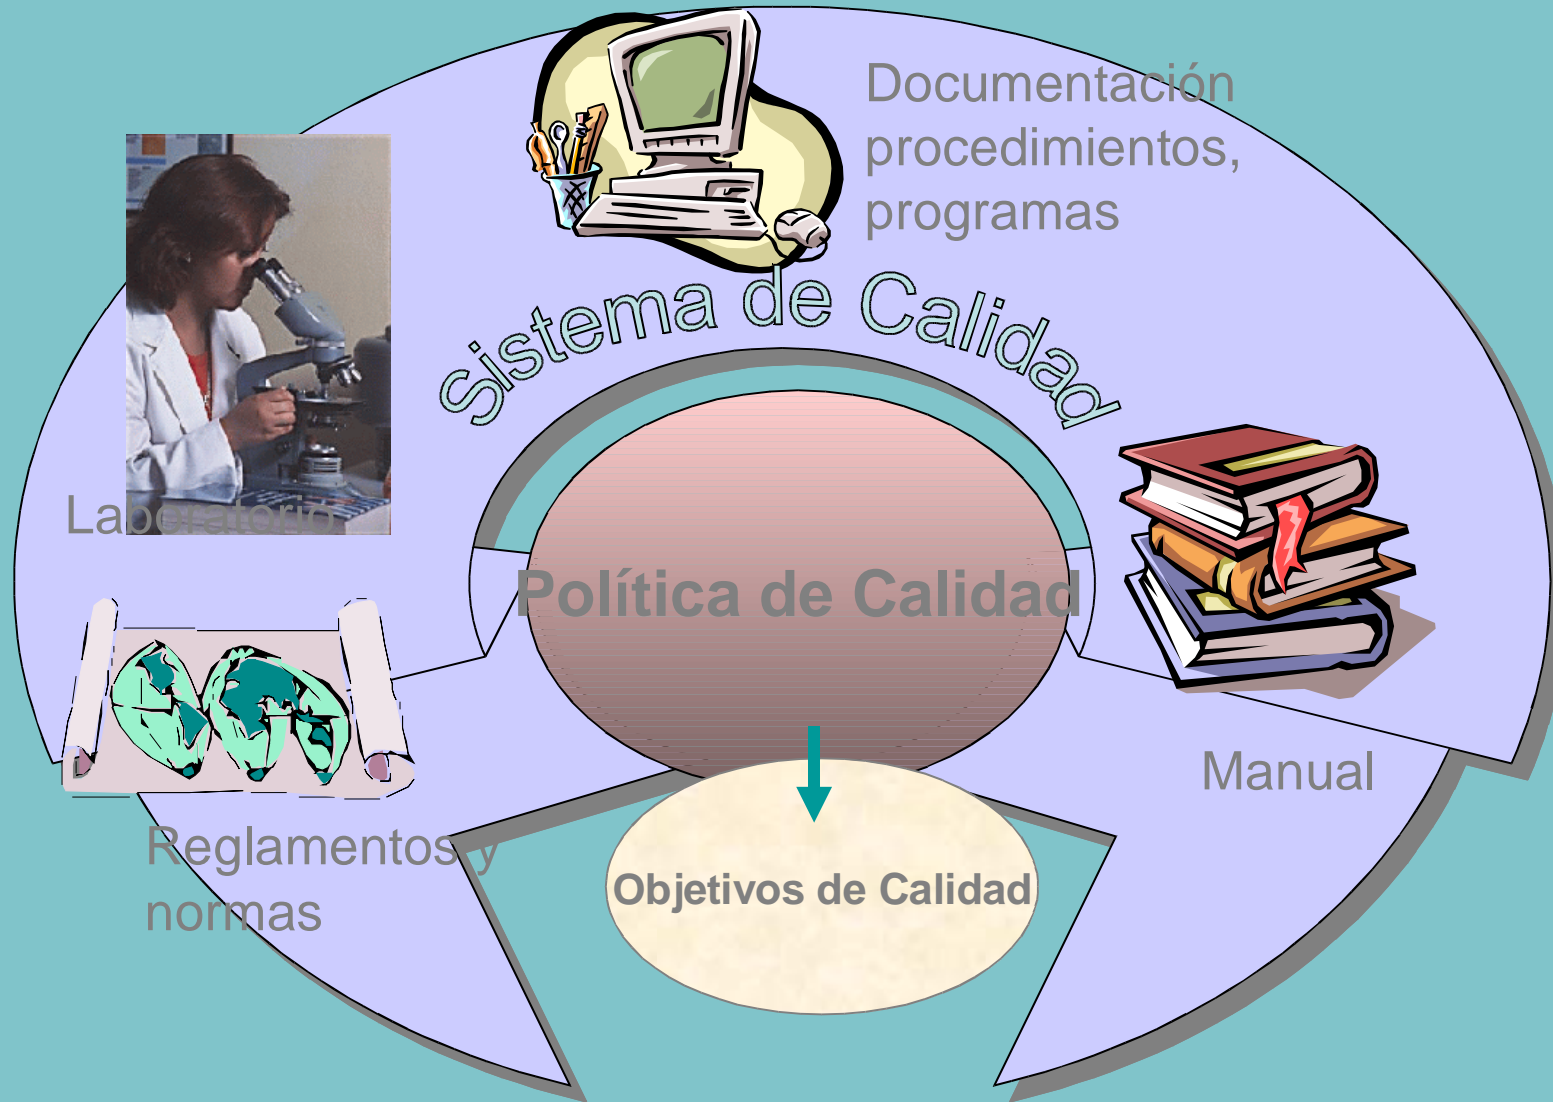 Documentación
procedimientos,
programas
Sistema de Calidad
Laboratorio
Política de Calidad
Manual
Reglamentos y
normas
Objetivos de Calidad